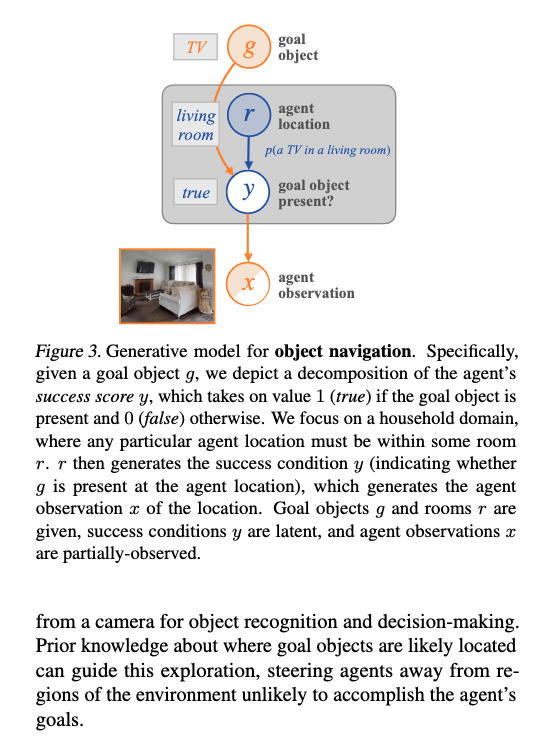 TV
g
goal
object
living
room
r
agent
location
p(a TV in a living room)
true
y
goal object
present?
x
agent
observation
Figure 3. Generative model for object navigation. Specifically,
given a goal object g, we depict a decomposition of the agent's
success score y, which takes on value 1 (true) if the goal object is
present and 0 (false) otherwise. We focus on a household domain,
where any particular agent location must be within some room
r. r then generates the success condition y (indicating whether
g is present at the agent location), which generates the agent
observation x of the location. Goal objects g and rooms r are
given, success conditions y are latent, and agent observations x
are partially-observed.
from a camera for object recognition and decision-making.
Prior knowledge about where goal objects are likely located
can guide this exploration, steering agents away from re-
gions of the environment unlikely to accomplish the agent's
goals.